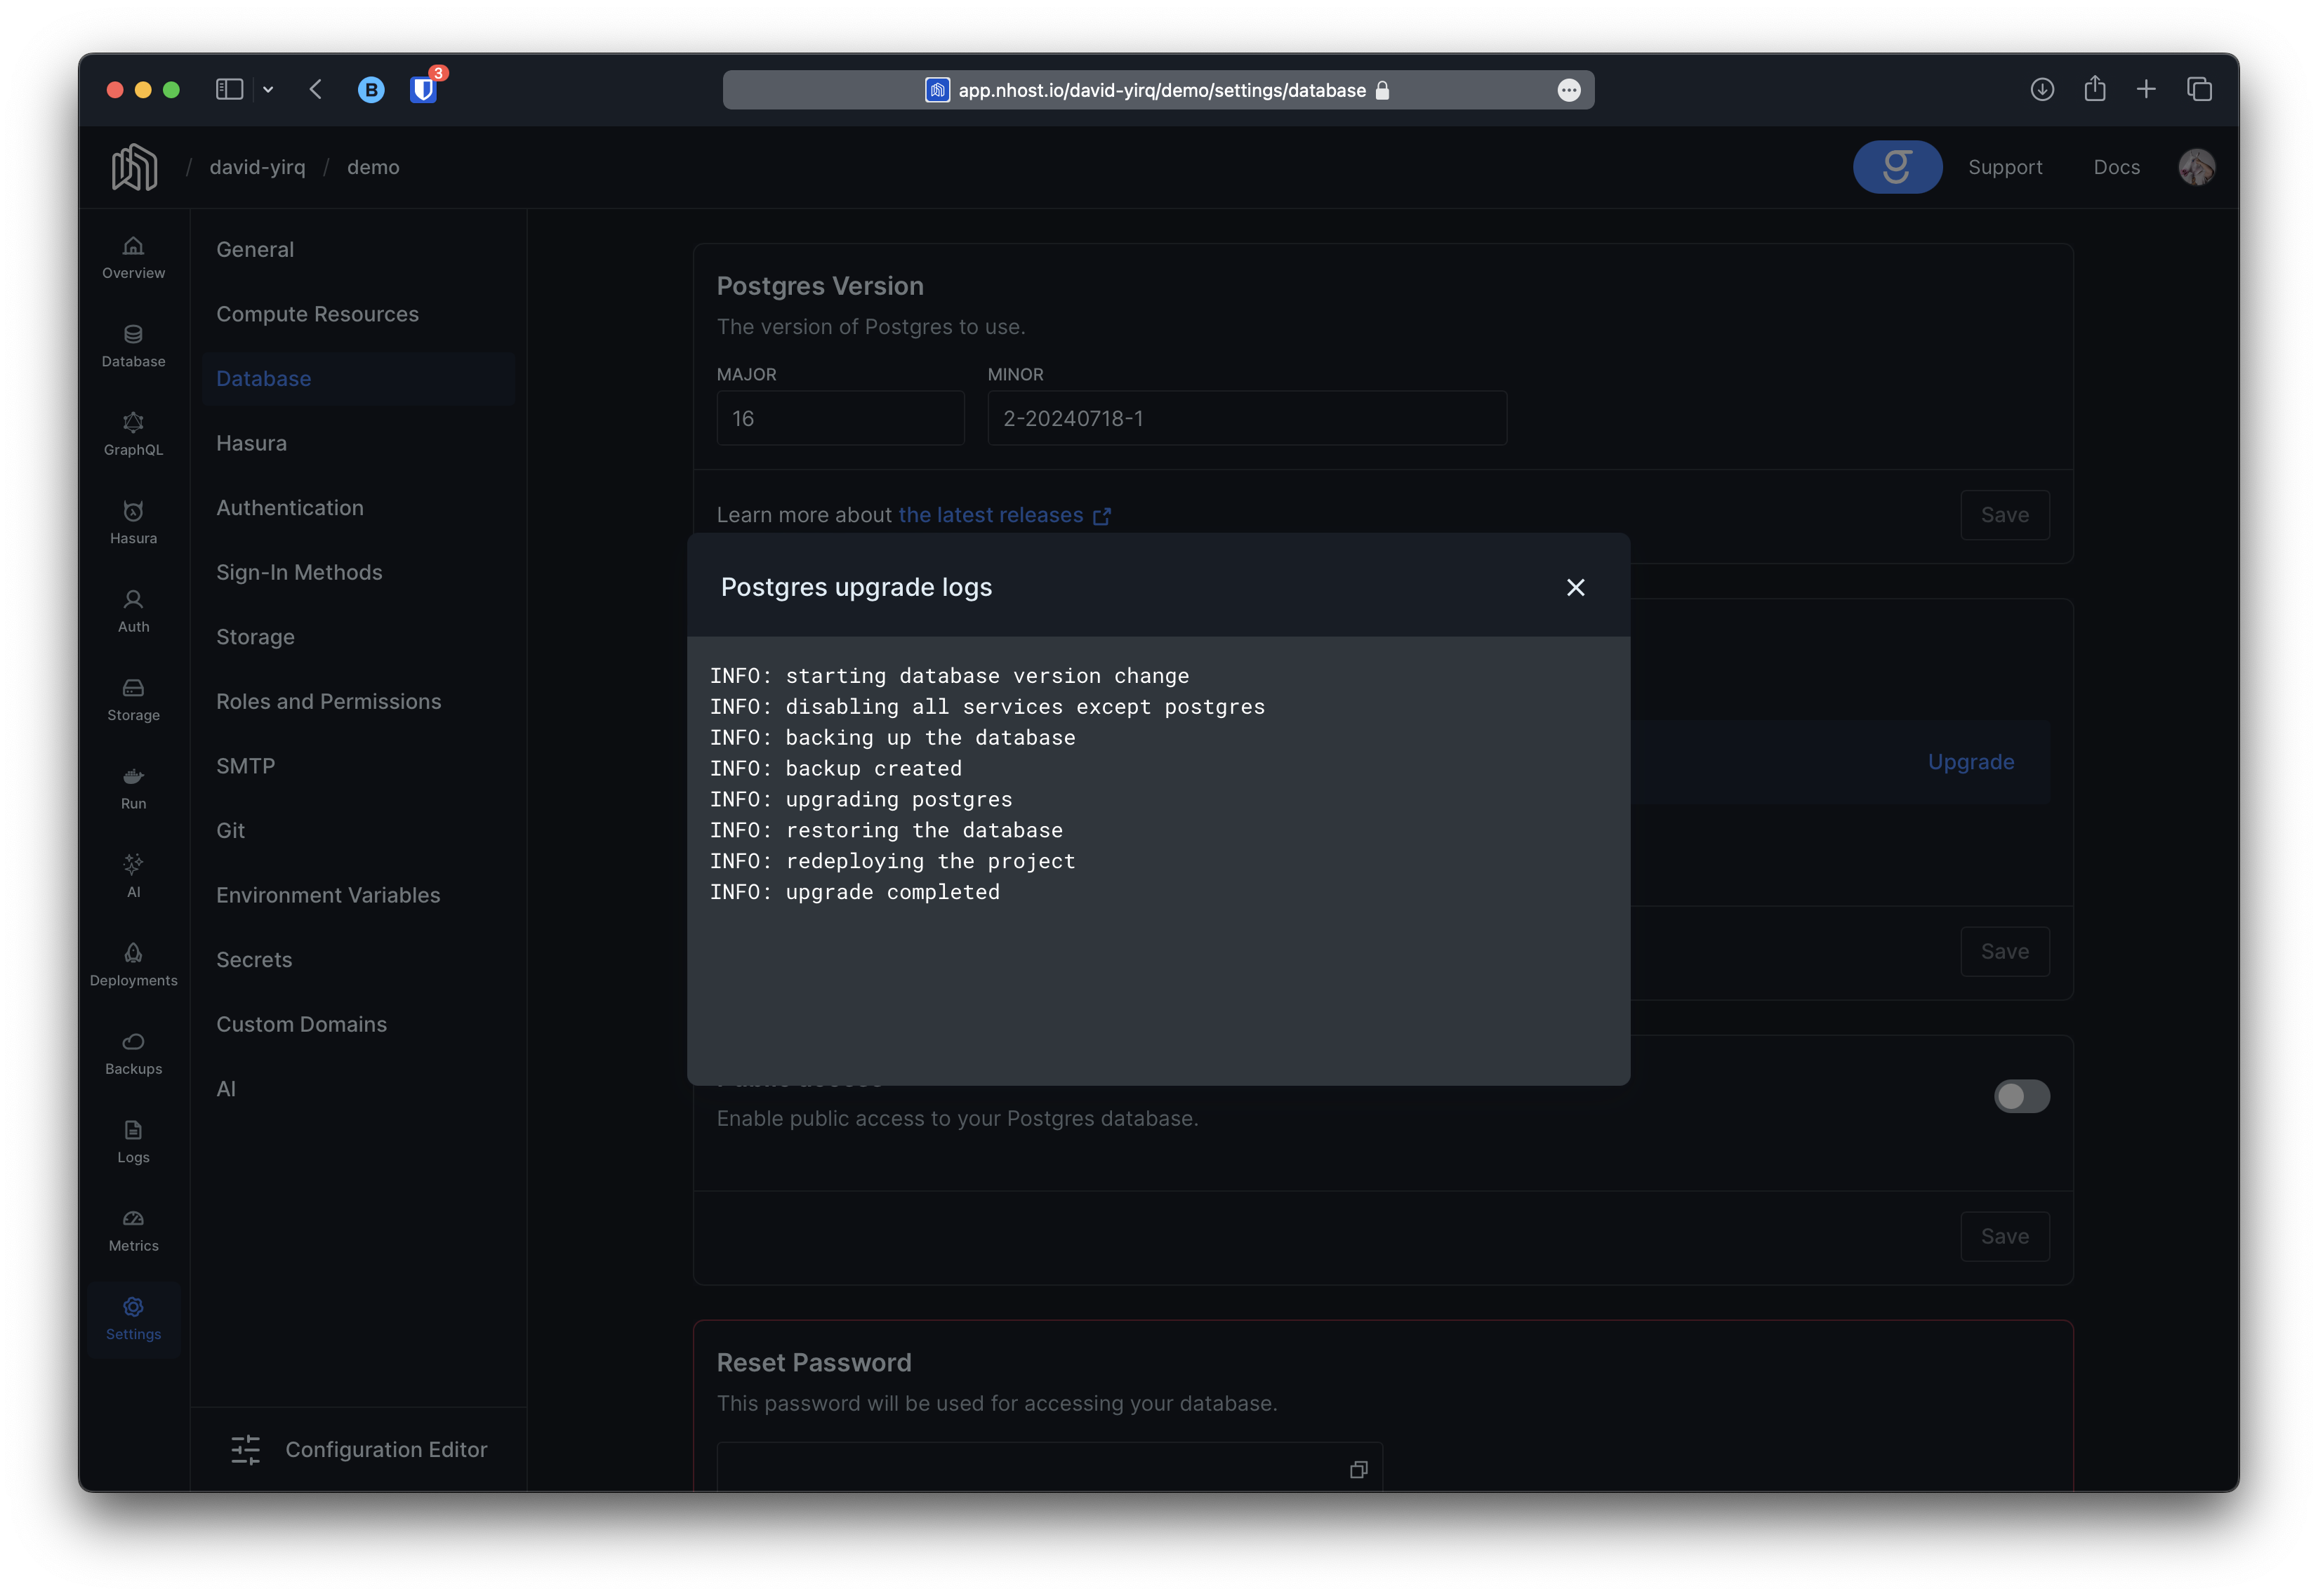 3
B
app.nhost.io/david-yirq/demo/settings/database
/ david-yirq / demo
Support
Docs
Overview
Database
GraphQL
Hasura
Auth
Storage
Run
AI
Deployments
Backups
Logs
Metrics
Settings
General
Compute Resources
Database
Hasura
Authentication
Sign-In Methods
Storage
Roles and Permissions
SMTP
Git
Environment Variables
Secrets
Custom Domains
AI
Configuration Editor
Postgres Version
The version of Postgres to use.
MAJOR MINOR
16 2-20240718-1
Learn more about the latest releases
Save
Postgres upgrade logs
INFO: starting database version change
INFO: disabling all services except postgres
INFO: backing up the database
INFO: backup created
INFO: upgrading postgres
INFO: restoring the database
INFO: redeploying the project
INFO: upgrade completed
Upgrade
Save
Enable public access to your Postgres database.
Save
Reset Password
This password will be used for accessing your database.